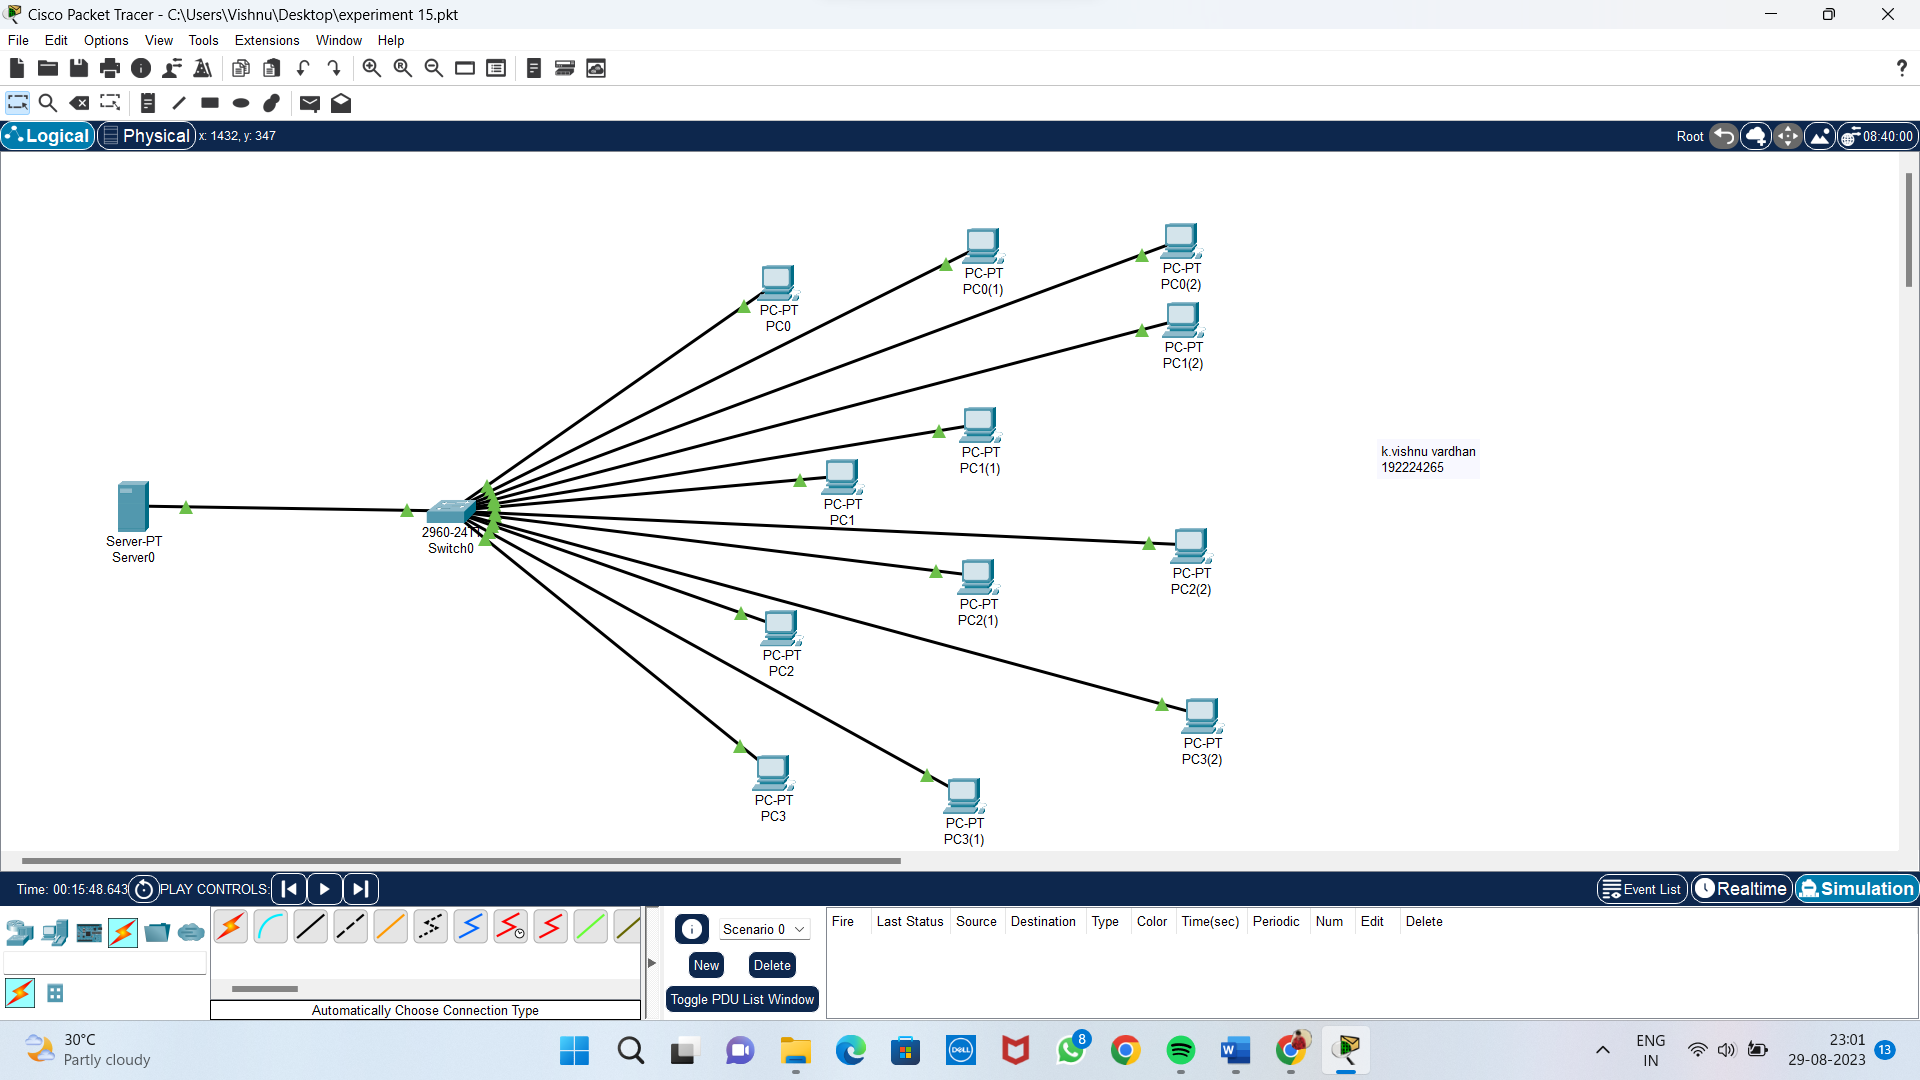 Cisco Packet Tracer - C:\Users\Vishnu\Desktop\experiment 15.pkt
File Edit Options View Tools Extensions Window Help
?
Logical Physical x: 1432, y: 347 Root 08:40:00
PC-PT
PC0(1)
PC-PT
PC0(2)
PC-PT
PC0
PC-PT
PC1(2)
PC-PT
PC1(1)
k.vishnu vardhan
192224265
PC-PT
PC1
Server-PT
Server0
2960-24TT
Switch0
PC-PT
PC2(2)
PC-PT
PC2(1)
PC-PT
PC2
PC-PT
PC3(2)
PC-PT
PC3
PC-PT
PC3(1)
Time: 00:15:48.643 PLAY CONTROLS: Event List Realtime Simulation
Scenario 0
New Delete
Toggle PDU List Window
Fire Last Status Source Destination Type Color Time(sec) Periodic Num Edit Delete
Automatically Choose Connection Type
30°C
Partly cloudy
DELL
8
W
ENG
IN
23:01
29-08-2023
13